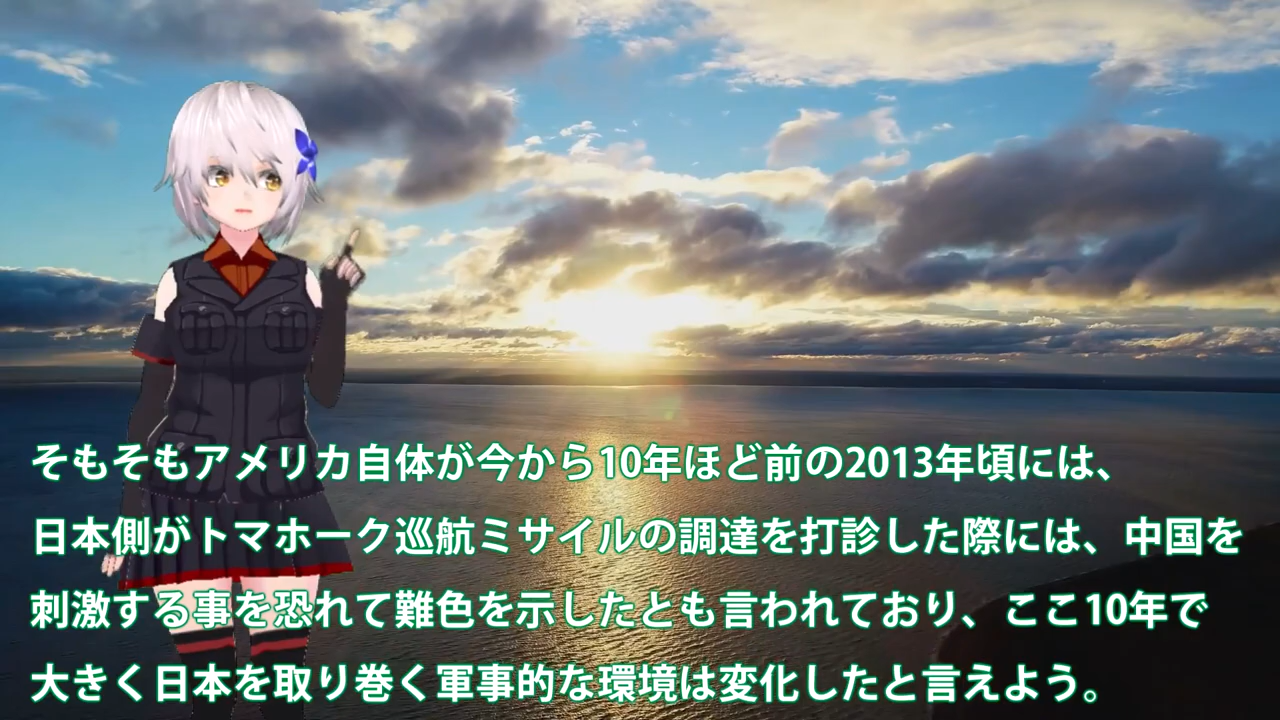 そもそもアメリカ自体が今から10年ほど前の2013年頃には、
日本側がトマホーク巡航ミサイルの調達を打診した際には、中国を
刺激する事を恐れて難色を示したとも言われており、ここ10年で
大きく日本を取り巻く軍事的な環境は変化したと言えよう。